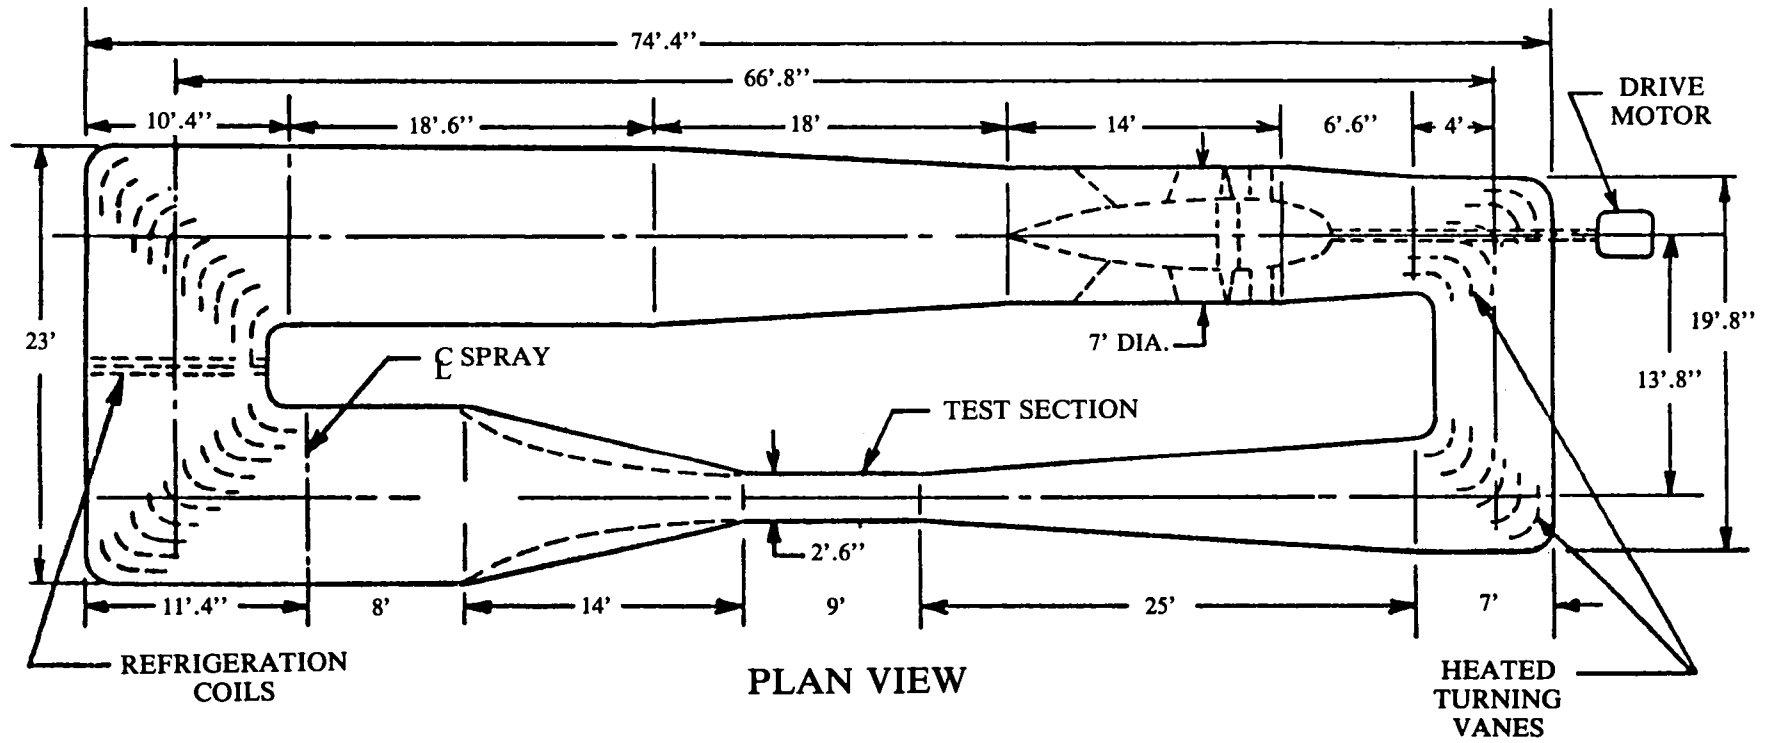 74'.4''
66'.8''
DRIVE
MOTOR
10'.4''
18'.6''
18'
14'
6'.6''
4'
23'
7' DIA.
19'.8''
13'.8''
℄ SPRAY
TEST SECTION
2'.6''
11'.4''
8'
14'
9'
25'
7'
REFRIGERATION
COILS
PLAN VIEW
HEATED
TURNING
VANES